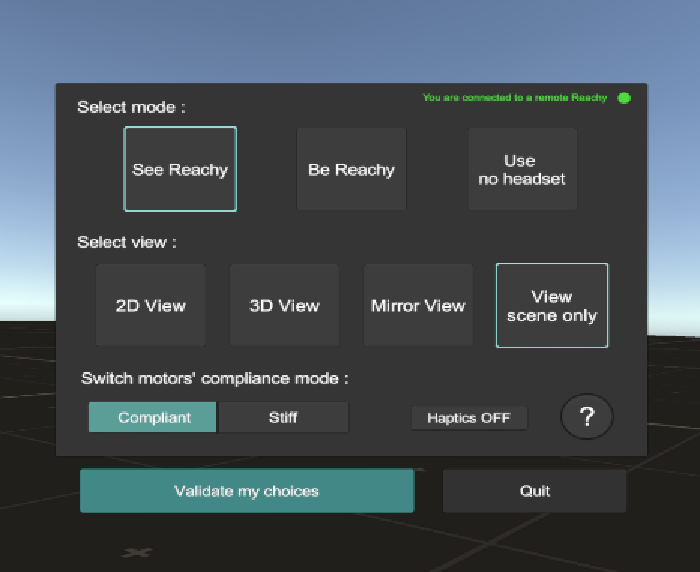 You are connected to a remote Reachy
Select mode :
See Reachy
Be Reachy
Use
no headset
Select view :
2D View
3D View
Mirror View
View
scene only
Switch motors' compliance mode :
Compliant
Stiff
Haptics OFF
?
Validate my choices
Quit